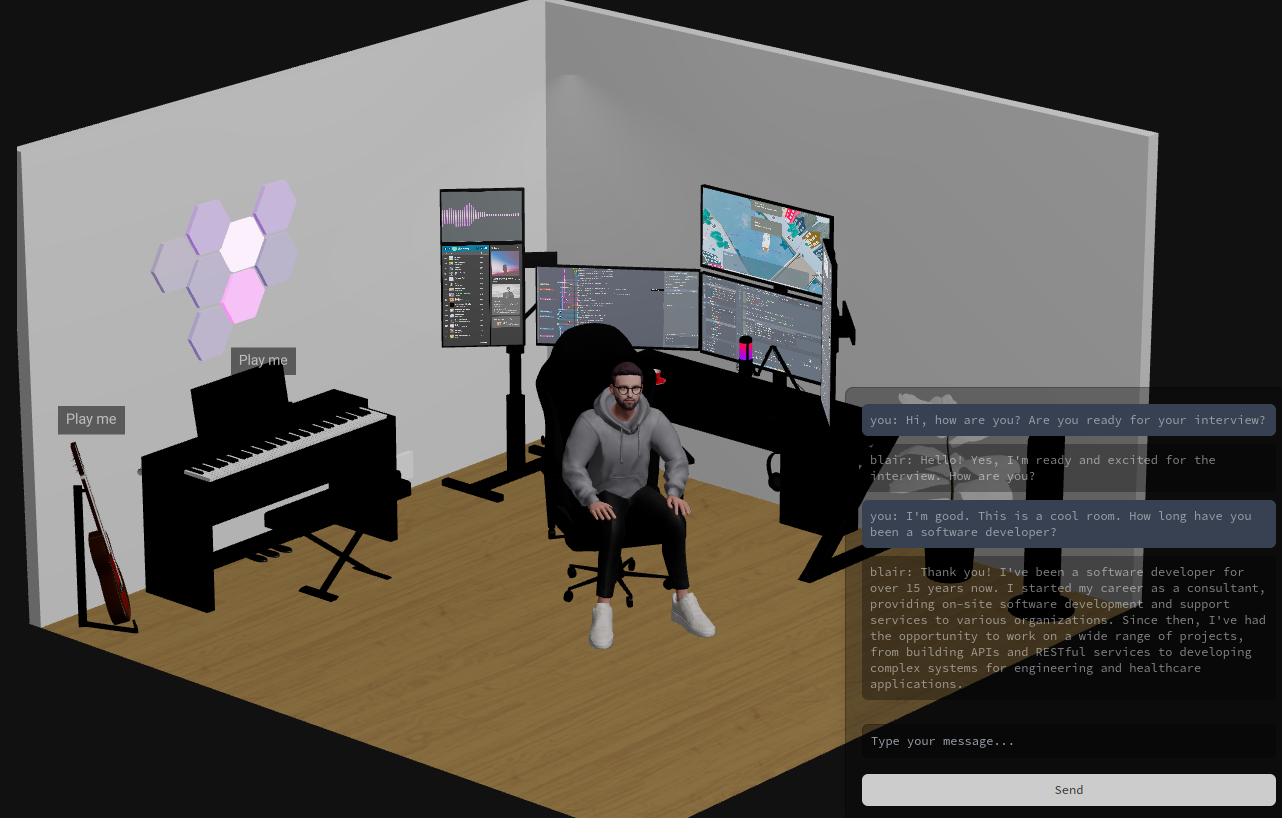 Play me
Play me
you: Hi, how are you? Are you ready for your interview?
blair: Hello! Yes, I'm ready and excited for the
interview. How are you?
you: I'm good. This is a cool room. How long have you
been a software developer?
blair: Thank you! I've been a software developer for
over 15 years now. I started my career as a consultant,
providing on-site software development and support
services to various organizations. Since then, I've had
the opportunity to work on a wide range of projects,
from building APIs and RESTful services to developing
complex systems for engineering and healthcare
applications.
Type your message...
Send